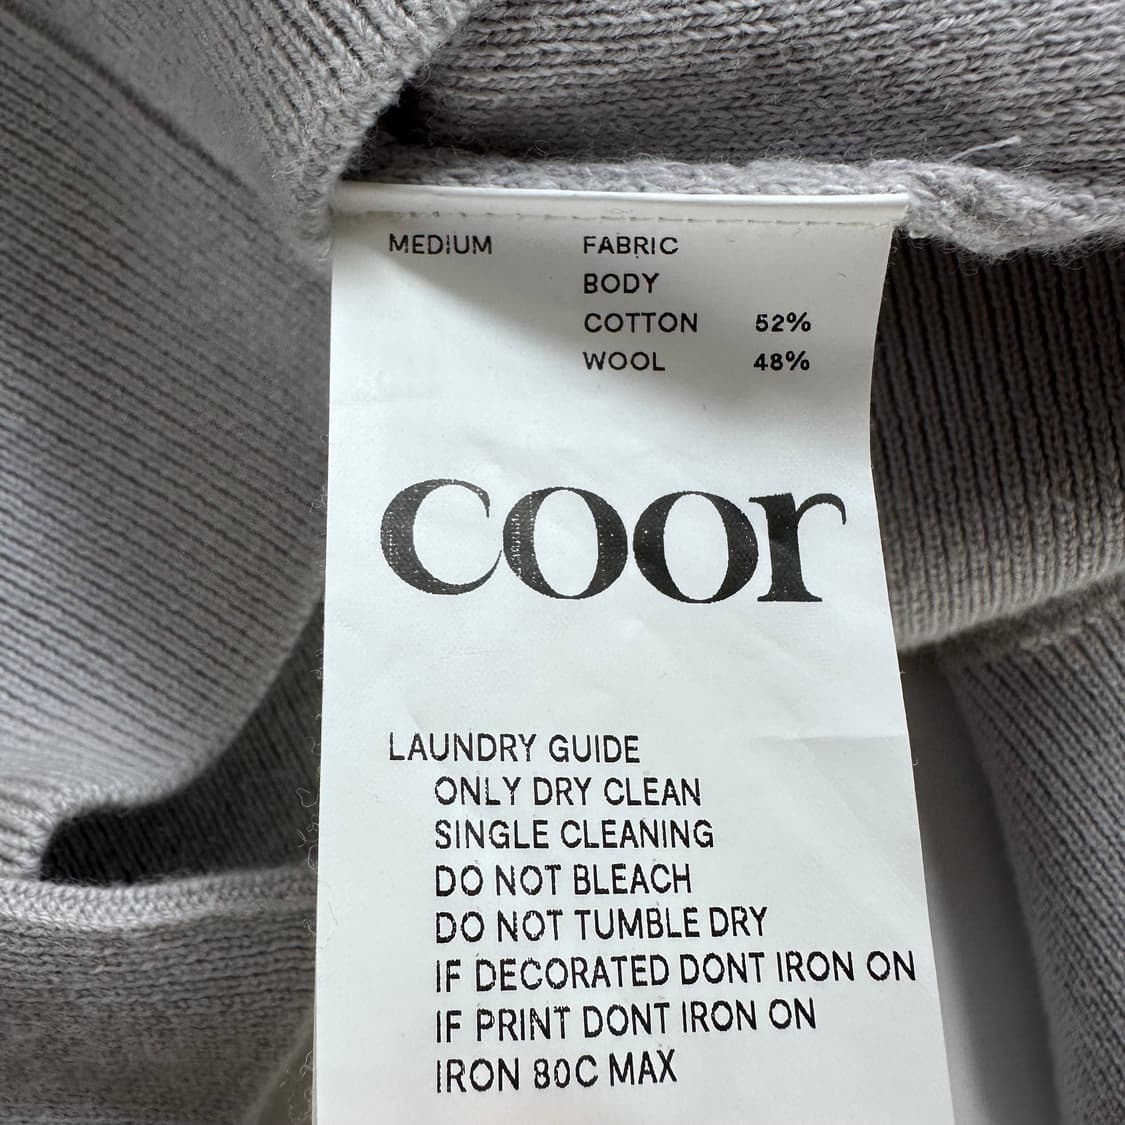 MEDIUM FABRIC
BODY
COTTON 52%
WOOL 48%
coor
LAUNDRY GUIDE
ONLY DRY CLEAN
SINGLE CLEANING
DO NOT BLEACH
DO NOT TUMBLE DRY
IF DECORATED DONT IRON ON
IF PRINT DONT IRON ON
IRON 80C MAX